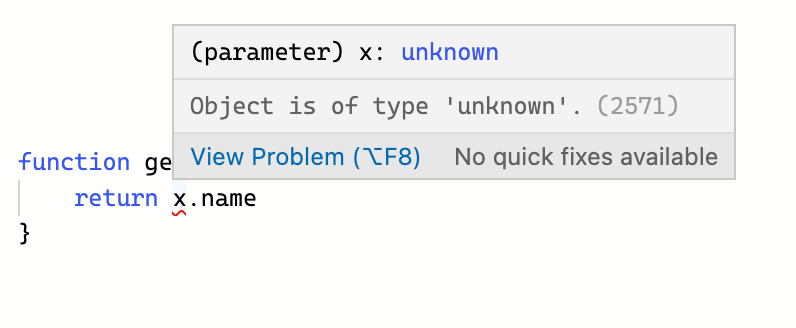 (parameter) x: unknown
Object is of type 'unknown'. (2571)
View Problem (⌥F8) No quick fixes available
function ge
return x.name
}